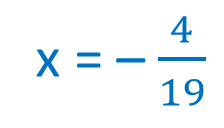 x = − 4/19